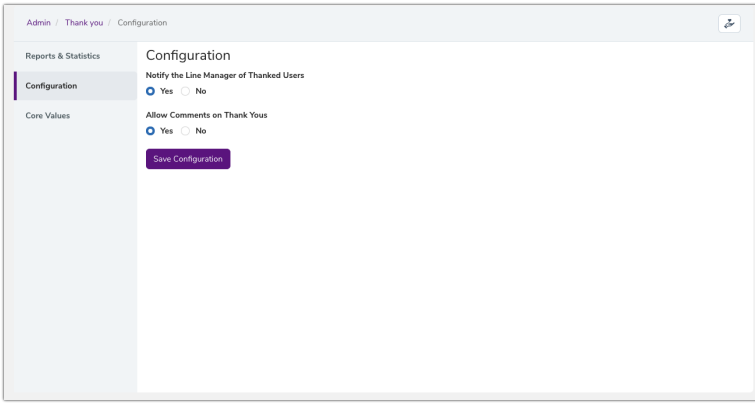 Admin / Thank you / Configuration
Reports & Statistics
Configuration
Core Values
Configuration
Notify the Line Manager of Thanked Users
Yes No
Allow Comments on Thank Yous
Yes No
Save Configuration